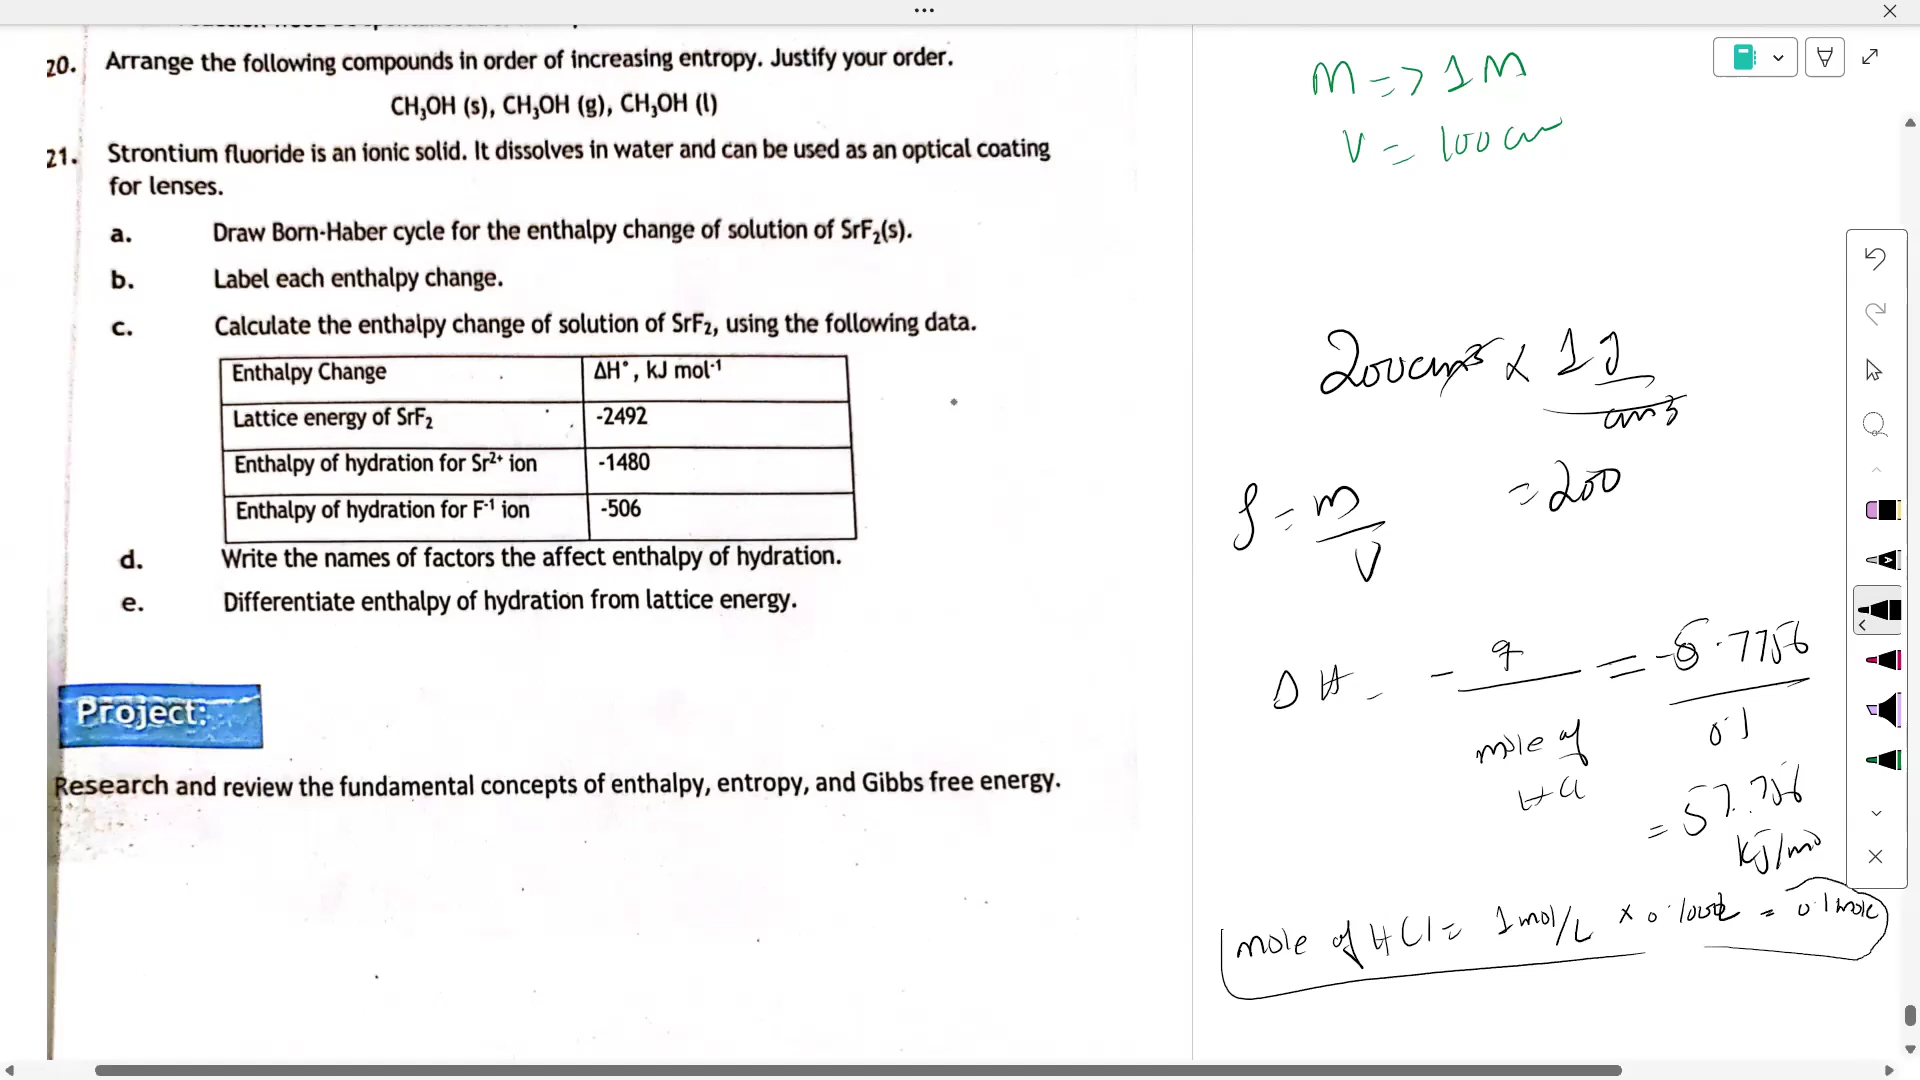 20. Arrange the following compounds in order of increasing entropy. Justify your order.
CH₃OH (s), CH₃OH (g), CH₃OH (l)
21. Strontium fluoride is an ionic solid. It dissolves in water and can be used as an optical coating
for lenses.
a. Draw Born-Haber cycle for the enthalpy change of solution of SrF₂(s).
b. Label each enthalpy change.
c. Calculate the enthalpy change of solution of SrF₂, using the following data.
Enthalpy Change ΔH°, kJ mol⁻¹
Lattice energy of SrF₂ -2492
Enthalpy of hydration for Sr²⁺ ion -1480
Enthalpy of hydration for F⁻¹ ion -506
d. Write the names of factors the affect enthalpy of hydration.
e. Differentiate enthalpy of hydration from lattice energy.
Project:
Research and review the fundamental concepts of enthalpy, entropy, and Gibbs free energy.
M => 1 M
V = 100 cm
200cm³ × 1 g
cm3
= 200
ρ = m
V
ΔH = - q = -5.7756
mole of 0.1
HCl
= 57.756
kJ/mo
mole of HCl = 1 mol/L × 0.100L = 0.1 mole